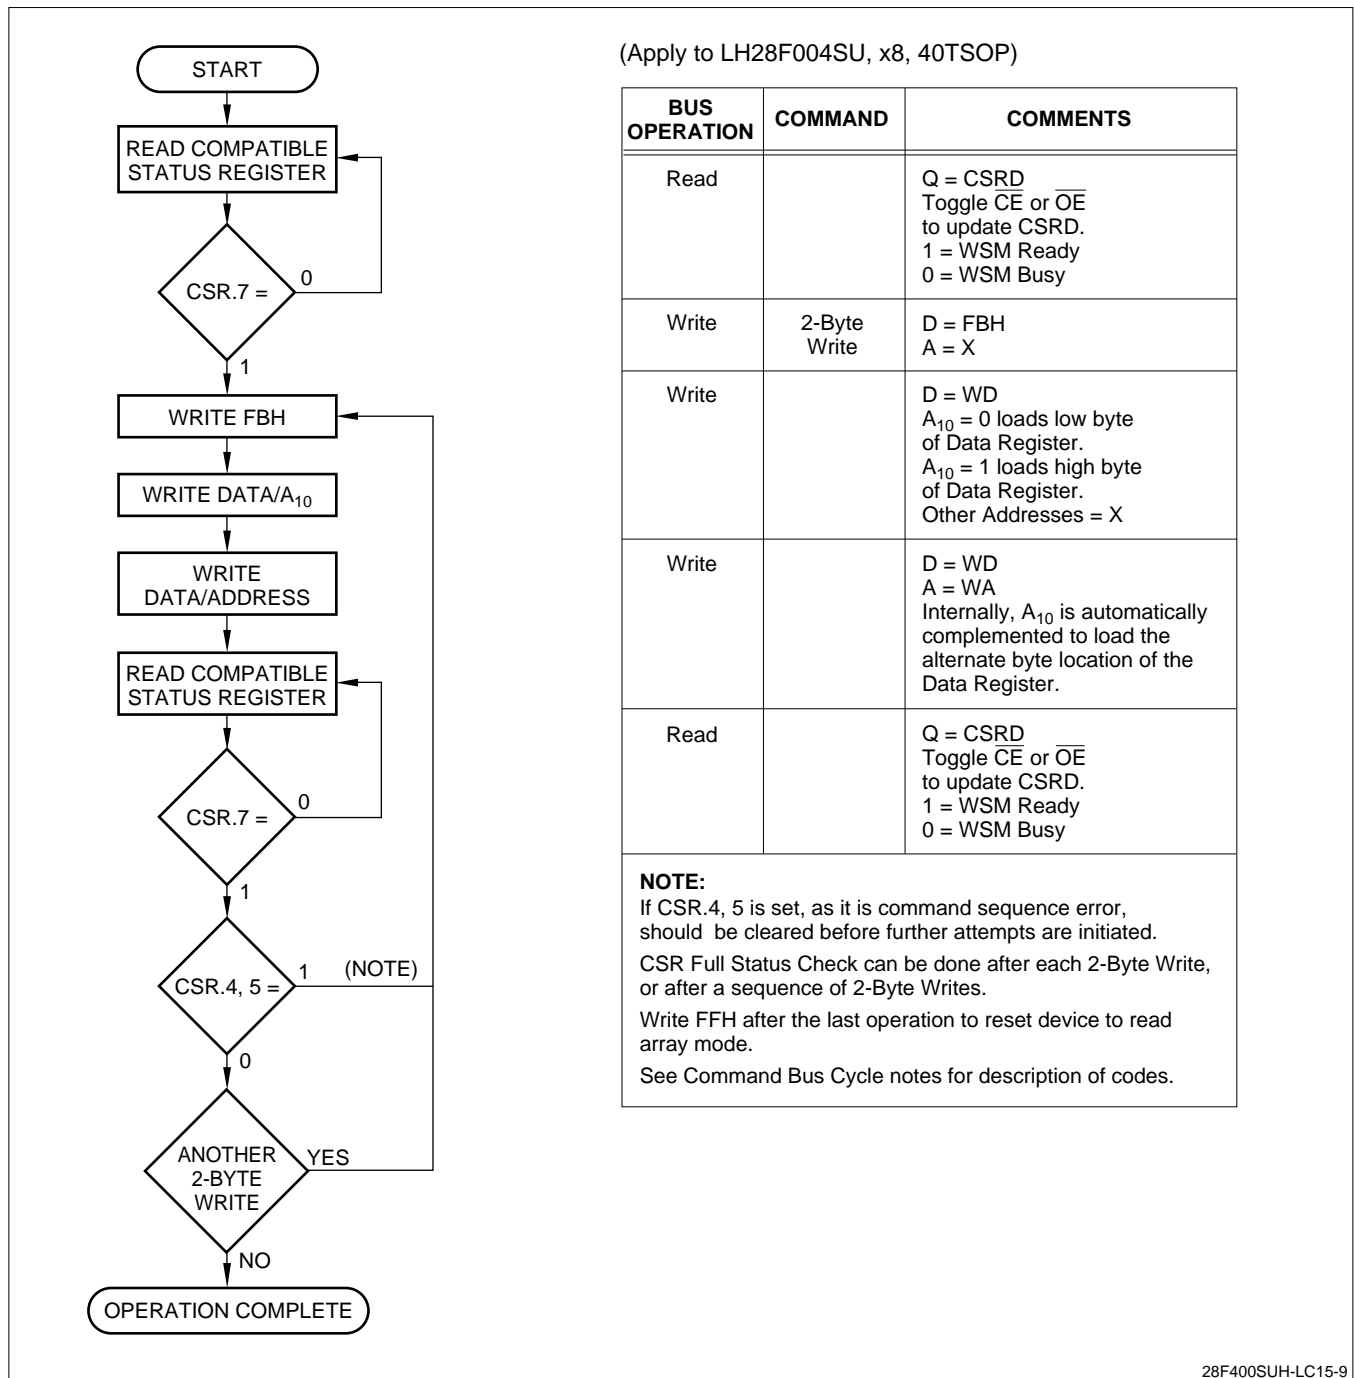 START
READ COMPATIBLE
STATUS REGISTER
CSR.7 =
0
1
WRITE FBH
WRITE DATA/A10
WRITE
DATA/ADDRESS
READ COMPATIBLE
STATUS REGISTER
CSR.7 =
0
1
CSR.4, 5 =
1
(NOTE)
0
ANOTHER
2-BYTE
WRITE
YES
NO
OPERATION COMPLETE
(Apply to LH28F004SU, x8, 40TSOP)
BUS
OPERATION
COMMAND
COMMENTS
Read
Q = CSRD
Toggle C̅E̅ or O̅E̅
to update CSRD.
1 = WSM Ready
0 = WSM Busy
Write
2-Byte
Write
D = FBH
A = X
Write
D = WD
A10 = 0 loads low byte
of Data Register.
A10 = 1 loads high byte
of Data Register.
Other Addresses = X
Write
D = WD
A = WA
Internally, A10 is automatically
complemented to load the
alternate byte location of the
Data Register.
Read
Q = CSRD
Toggle C̅E̅ or O̅E̅
to update CSRD.
1 = WSM Ready
0 = WSM Busy
NOTE:
If CSR.4, 5 is set, as it is command sequence error,
should be cleared before further attempts are initiated.
CSR Full Status Check can be done after each 2-Byte Write,
or after a sequence of 2-Byte Writes.
Write FFH after the last operation to reset device to read
array mode.
See Command Bus Cycle notes for description of codes.
28F400SUH-LC15-9